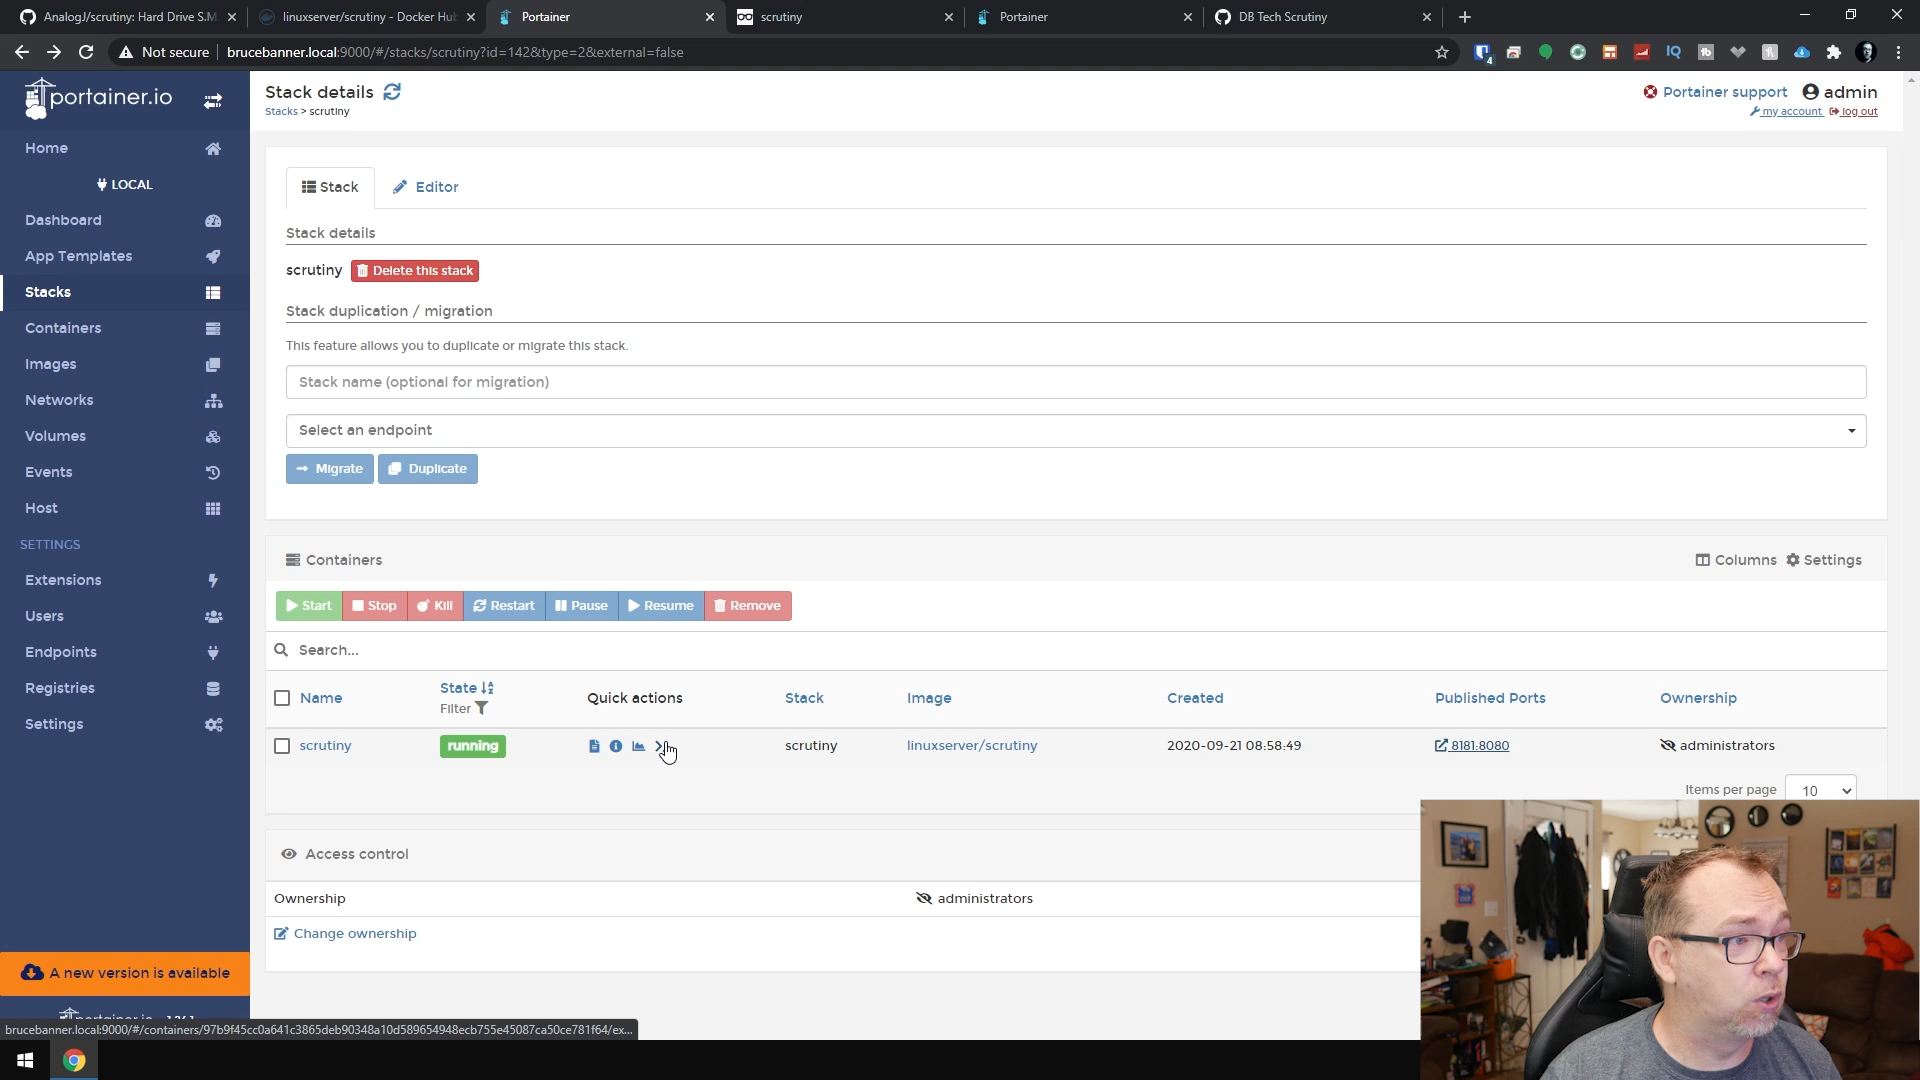 AnalogJ/scrutiny: Hard Drive S.M
linuxserver/scrutiny - Docker Hub
Portainer
scrutiny
Portainer
DB Tech Scrutiny
Not secure
brucebanner.local:9000/#/stacks/scrutiny?id=142&type=2&external=false
portainer.io
Stack details
Stacks > scrutiny
Portainer support
admin
my account
log out
Home
LOCAL
Dashboard
App Templates
Stacks
Containers
Images
Networks
Volumes
Events
Host
SETTINGS
Extensions
Users
Endpoints
Registries
Settings
A new version is available
Stack
Editor
Stack details
scrutiny
Delete this stack
Stack duplication / migration
This feature allows you to duplicate or migrate this stack.
Stack name (optional for migration)
Select an endpoint
Migrate
Duplicate
Containers
Columns
Settings
Start
Stop
Kill
Restart
Pause
Resume
Remove
Search...
Name
State
Filter
Quick actions
Stack
Image
Created
Published Ports
Ownership
scrutiny
running
scrutiny
linuxserver/scrutiny
2020-09-21 08:58:49
8181:8080
administrators
Items per page
10
Access control
Ownership
administrators
Change ownership
brucebanner.local:9000/#/containers/97b9f45cc0a641c3865deb90348a10d589654948ecb755e45087ca50ce781f64/ex...